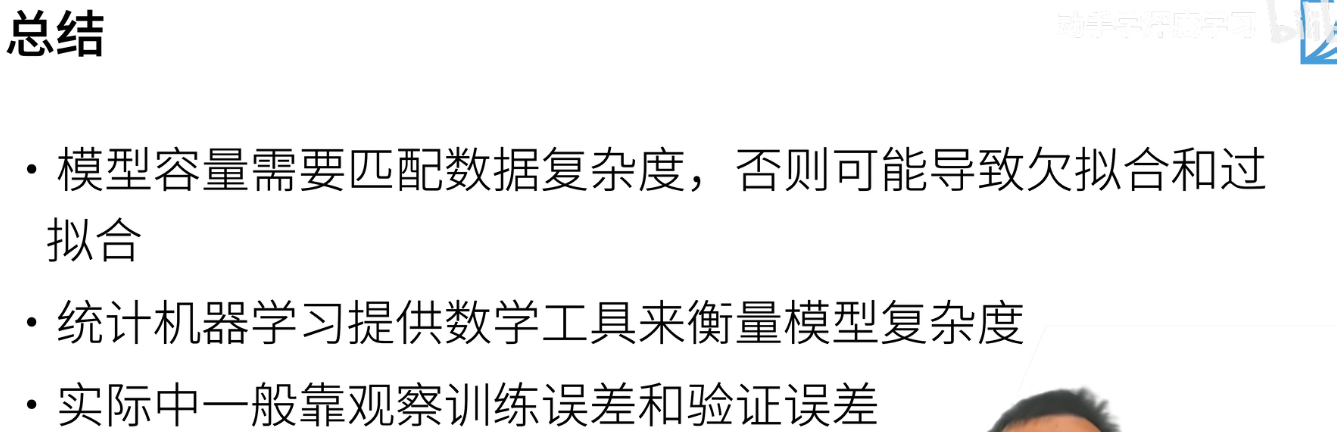 总结
动手学深度学习
• 模型容量需要匹配数据复杂度，否则可能导致欠拟合和过
拟合
• 统计机器学习提供数学工具来衡量模型复杂度
• 实际中一般靠观察训练误差和验证误差